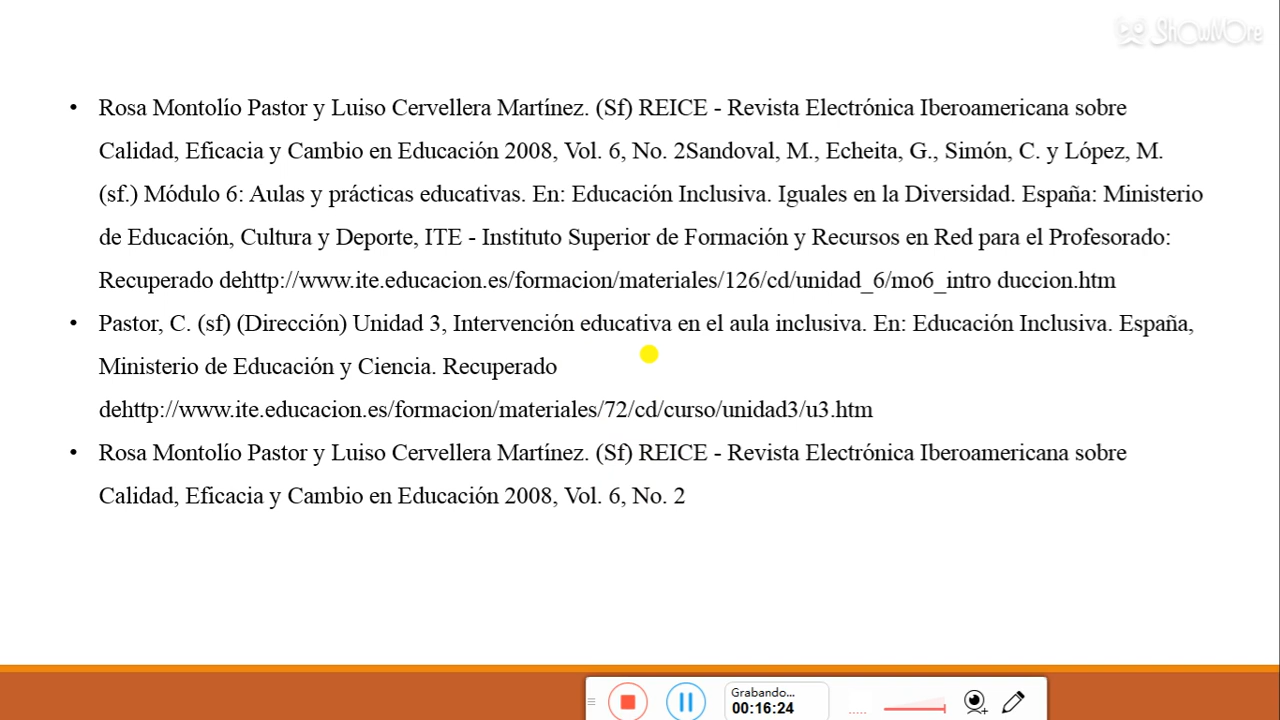 ShowMore
• Rosa Montolío Pastor y Luiso Cervellera Martínez. (Sf) REICE - Revista Electrónica Iberoamericana sobre
Calidad, Eficacia y Cambio en Educación 2008, Vol. 6, No. 2Sandoval, M., Echeita, G., Simón, C. y López, M.
(sf.) Módulo 6: Aulas y prácticas educativas. En: Educación Inclusiva. Iguales en la Diversidad. España: Ministerio
de Educación, Cultura y Deporte, ITE - Instituto Superior de Formación y Recursos en Red para el Profesorado:
Recuperado dehttp://www.ite.educacion.es/formacion/materiales/126/cd/unidad_6/mo6_intro duccion.htm
• Pastor, C. (sf) (Dirección) Unidad 3, Intervención educativa en el aula inclusiva. En: Educación Inclusiva. España,
Ministerio de Educación y Ciencia. Recuperado
dehttp://www.ite.educacion.es/formacion/materiales/72/cd/curso/unidad3/u3.htm
• Rosa Montolío Pastor y Luiso Cervellera Martínez. (Sf) REICE - Revista Electrónica Iberoamericana sobre
Calidad, Eficacia y Cambio en Educación 2008, Vol. 6, No. 2
Grabando...
00:16:24